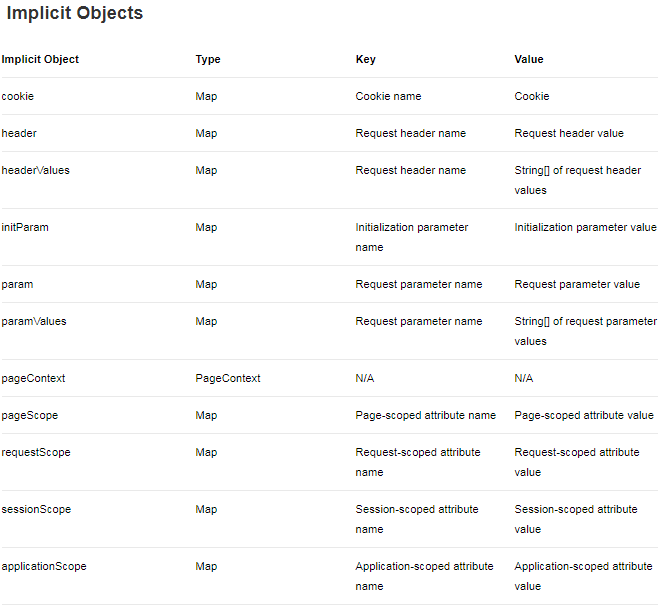 Implicit Objects
Implicit Object Type Key Value
cookie Map Cookie name Cookie
header Map Request header name Request header value
headerValues Map Request header name String[] of request header
values
initParam Map Initialization parameter Initialization parameter value
name
param Map Request parameter name Request parameter value
paramValues Map Request parameter name String[] of request parameter
values
pageContext PageContext N/A N/A
pageScope Map Page-scoped attribute name Page-scoped attribute value
requestScope Map Request-scoped attribute Request-scoped attribute
name value
sessionScope Map Session-scoped attribute Session-scoped attribute
name value
applicationScope Map Application-scoped attribute Application-scoped attribute
name value